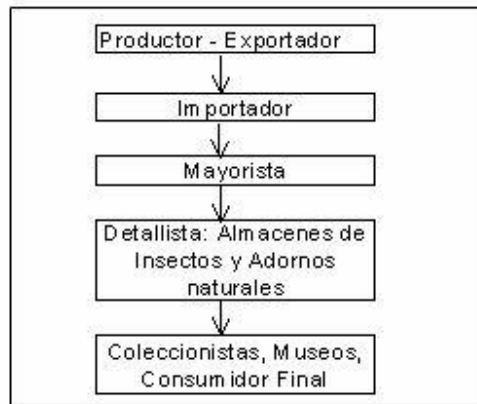 Productor - Exportador
Importador
Mayorista
Detallista: Almacenes de
Insectos y Adornos
naturales
Coleccionistas, Museos,
Consumidor Final